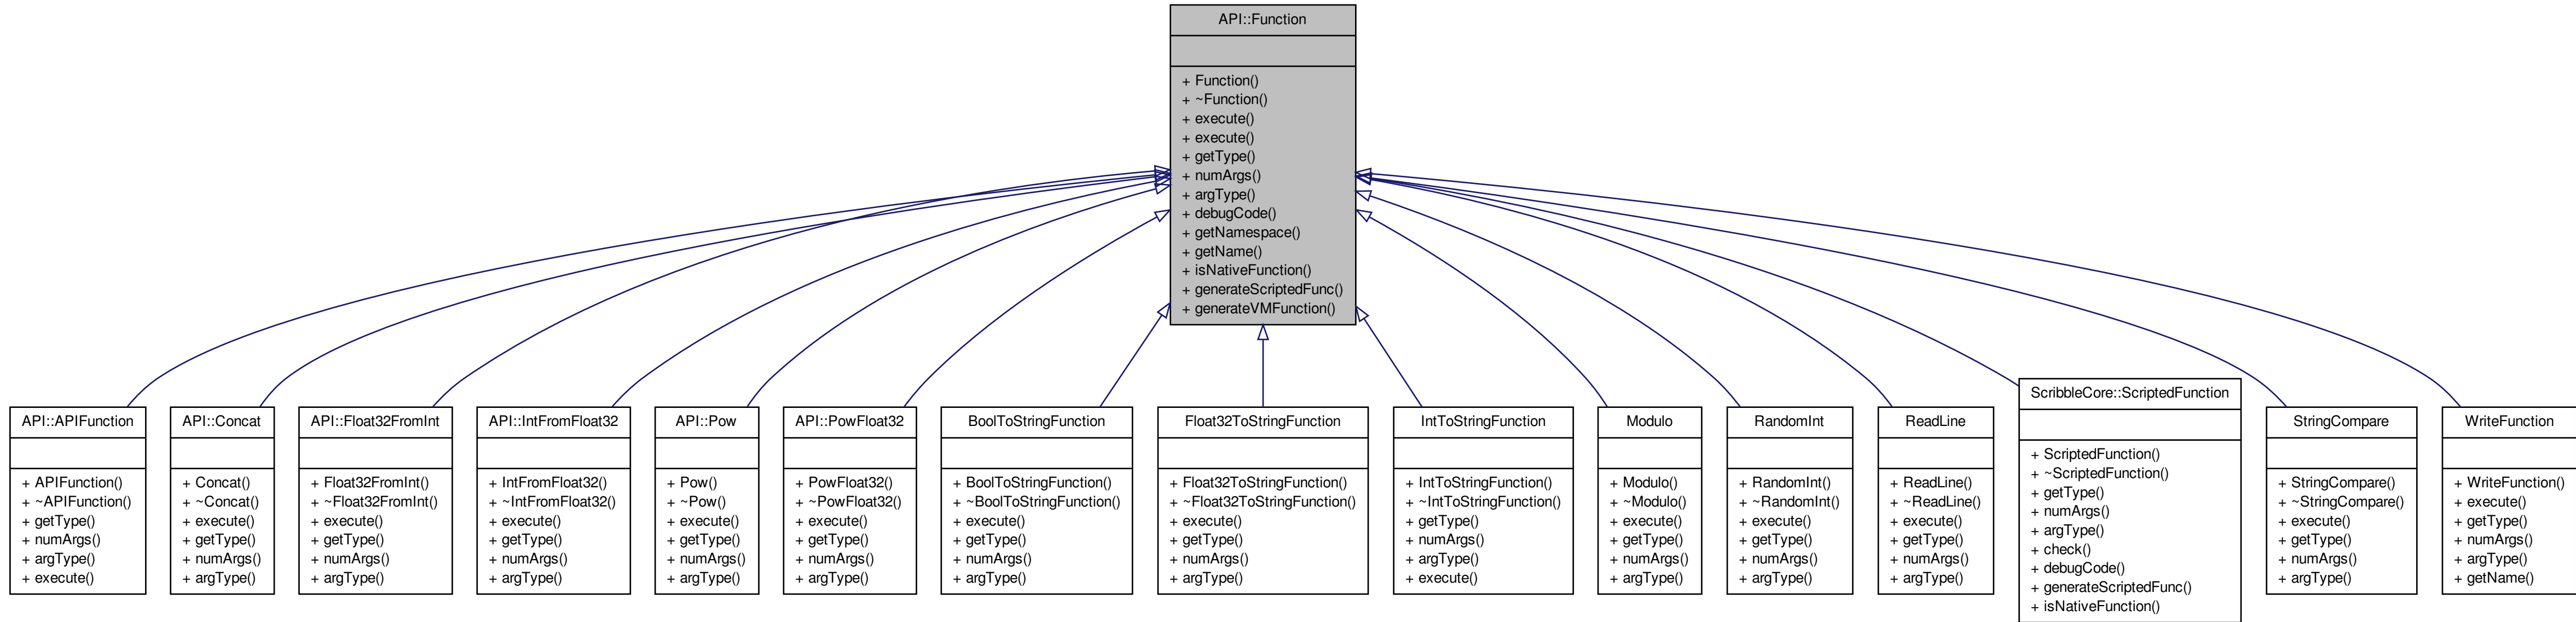 API::Function
+ Function()
+ ~Function()
+ execute()
+ execute()
+ getType()
+ numArgs()
+ argType()
+ debugCode()
+ getNamespace()
+ getName()
+ isNativeFunction()
+ generateScriptedFunc()
+ generateVMFunction()
API::APIFunction
+ APIFunction()
+ ~APIFunction()
+ getType()
+ numArgs()
+ argType()
+ execute()
API::Concat
+ Concat()
+ ~Concat()
+ execute()
+ getType()
+ numArgs()
+ argType()
API::Float32FromInt
+ Float32FromInt()
+ ~Float32FromInt()
+ execute()
+ getType()
+ numArgs()
+ argType()
API::IntFromFloat32
+ IntFromFloat32()
+ ~IntFromFloat32()
+ execute()
+ getType()
+ numArgs()
+ argType()
API::Pow
+ Pow()
+ ~Pow()
+ execute()
+ getType()
+ numArgs()
+ argType()
API::PowFloat32
+ PowFloat32()
+ ~PowFloat32()
+ execute()
+ getType()
+ numArgs()
+ argType()
BoolToStringFunction
+ BoolToStringFunction()
+ ~BoolToStringFunction()
+ execute()
+ getType()
+ numArgs()
+ argType()
Float32ToStringFunction
+ Float32ToStringFunction()
+ ~Float32ToStringFunction()
+ execute()
+ getType()
+ numArgs()
+ argType()
IntToStringFunction
+ IntToStringFunction()
+ ~IntToStringFunction()
+ getType()
+ numArgs()
+ argType()
+ execute()
Modulo
+ Modulo()
+ ~Modulo()
+ execute()
+ getType()
+ numArgs()
+ argType()
RandomInt
+ RandomInt()
+ ~RandomInt()
+ execute()
+ getType()
+ numArgs()
+ argType()
ReadLine
+ ReadLine()
+ ~ReadLine()
+ execute()
+ getType()
+ numArgs()
+ argType()
ScribbleCore::ScriptedFunction
+ ScriptedFunction()
+ ~ScriptedFunction()
+ getType()
+ numArgs()
+ argType()
+ check()
+ debugCode()
+ generateScriptedFunc()
+ isNativeFunction()
StringCompare
+ StringCompare()
+ ~StringCompare()
+ execute()
+ getType()
+ numArgs()
+ argType()
WriteFunction
+ WriteFunction()
+ execute()
+ getType()
+ numArgs()
+ argType()
+ getName()